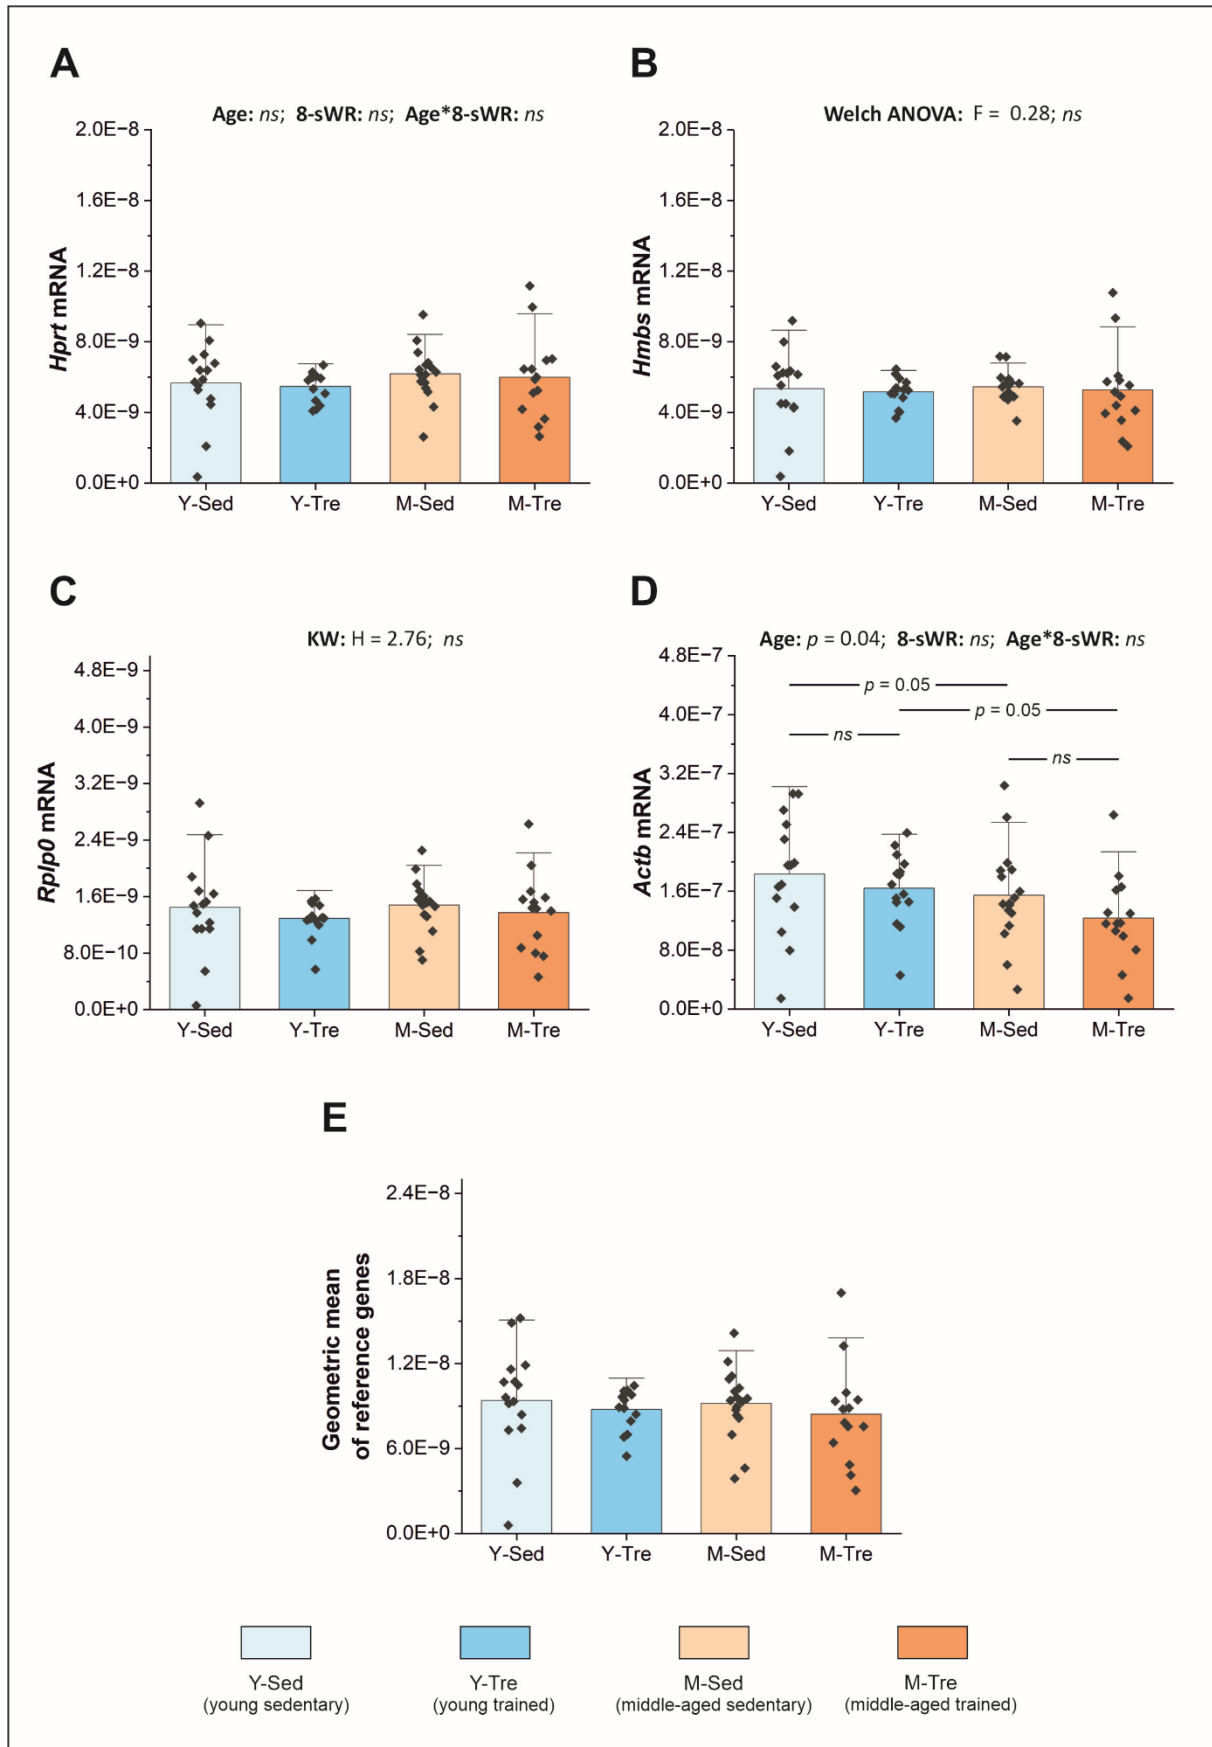 A
Age: ns; 8-sWR: ns; Age*8-sWR: ns
2.0E−8
1.6E−8
1.2E−8
8.0E−9
4.0E−9
0.0E+0
Hprt mRNA
Y-Sed Y-Tre M-Sed M-Tre
B
Welch ANOVA: F = 0.28; ns
2.0E−8
1.6E−8
1.2E−8
8.0E−9
4.0E−9
0.0E+0
Hmbs mRNA
Y-Sed Y-Tre M-Sed M-Tre
C
KW: H = 2.76; ns
4.8E−9
4.0E−9
3.2E−9
2.4E−9
1.6E−9
8.0E−10
0.0E+0
Rplp0 mRNA
Y-Sed Y-Tre M-Sed M-Tre
D
Age: p = 0.04; 8-sWR: ns; Age*8-sWR: ns
4.8E−7
4.0E−7
3.2E−7
2.4E−7
1.6E−7
8.0E−8
0.0E+0
Actb mRNA
p = 0.05
p = 0.05
ns
ns
Y-Sed Y-Tre M-Sed M-Tre
E
2.4E−8
1.8E−8
1.2E−8
6.0E−9
0.0E+0
Geometric mean
of reference genes
Y-Sed Y-Tre M-Sed M-Tre
Y-Sed
(young sedentary)
Y-Tre
(young trained)
M-Sed
(middle-aged sedentary)
M-Tre
(middle-aged trained)